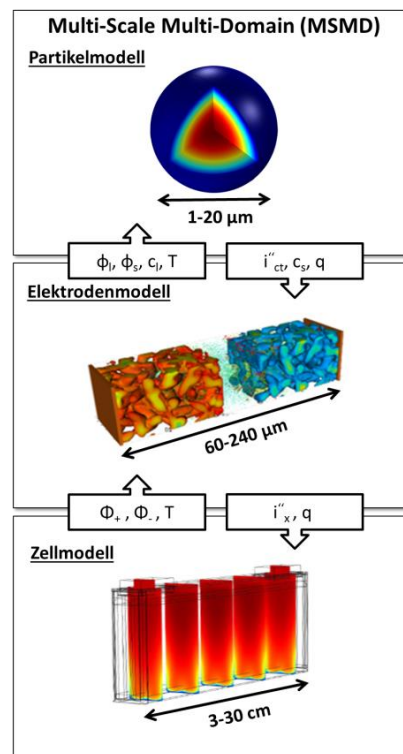 Multi-Scale Multi-Domain (MSMD)
Partikelmodell
1-20 µm
ϕₗ, ϕₛ, cₗ, T
i″ct, cₛ, q
Elektrodenmodell
60-240 µm
Φ₊, Φ₋, T
i″ₓ, q
Zellmodell
3-30 cm